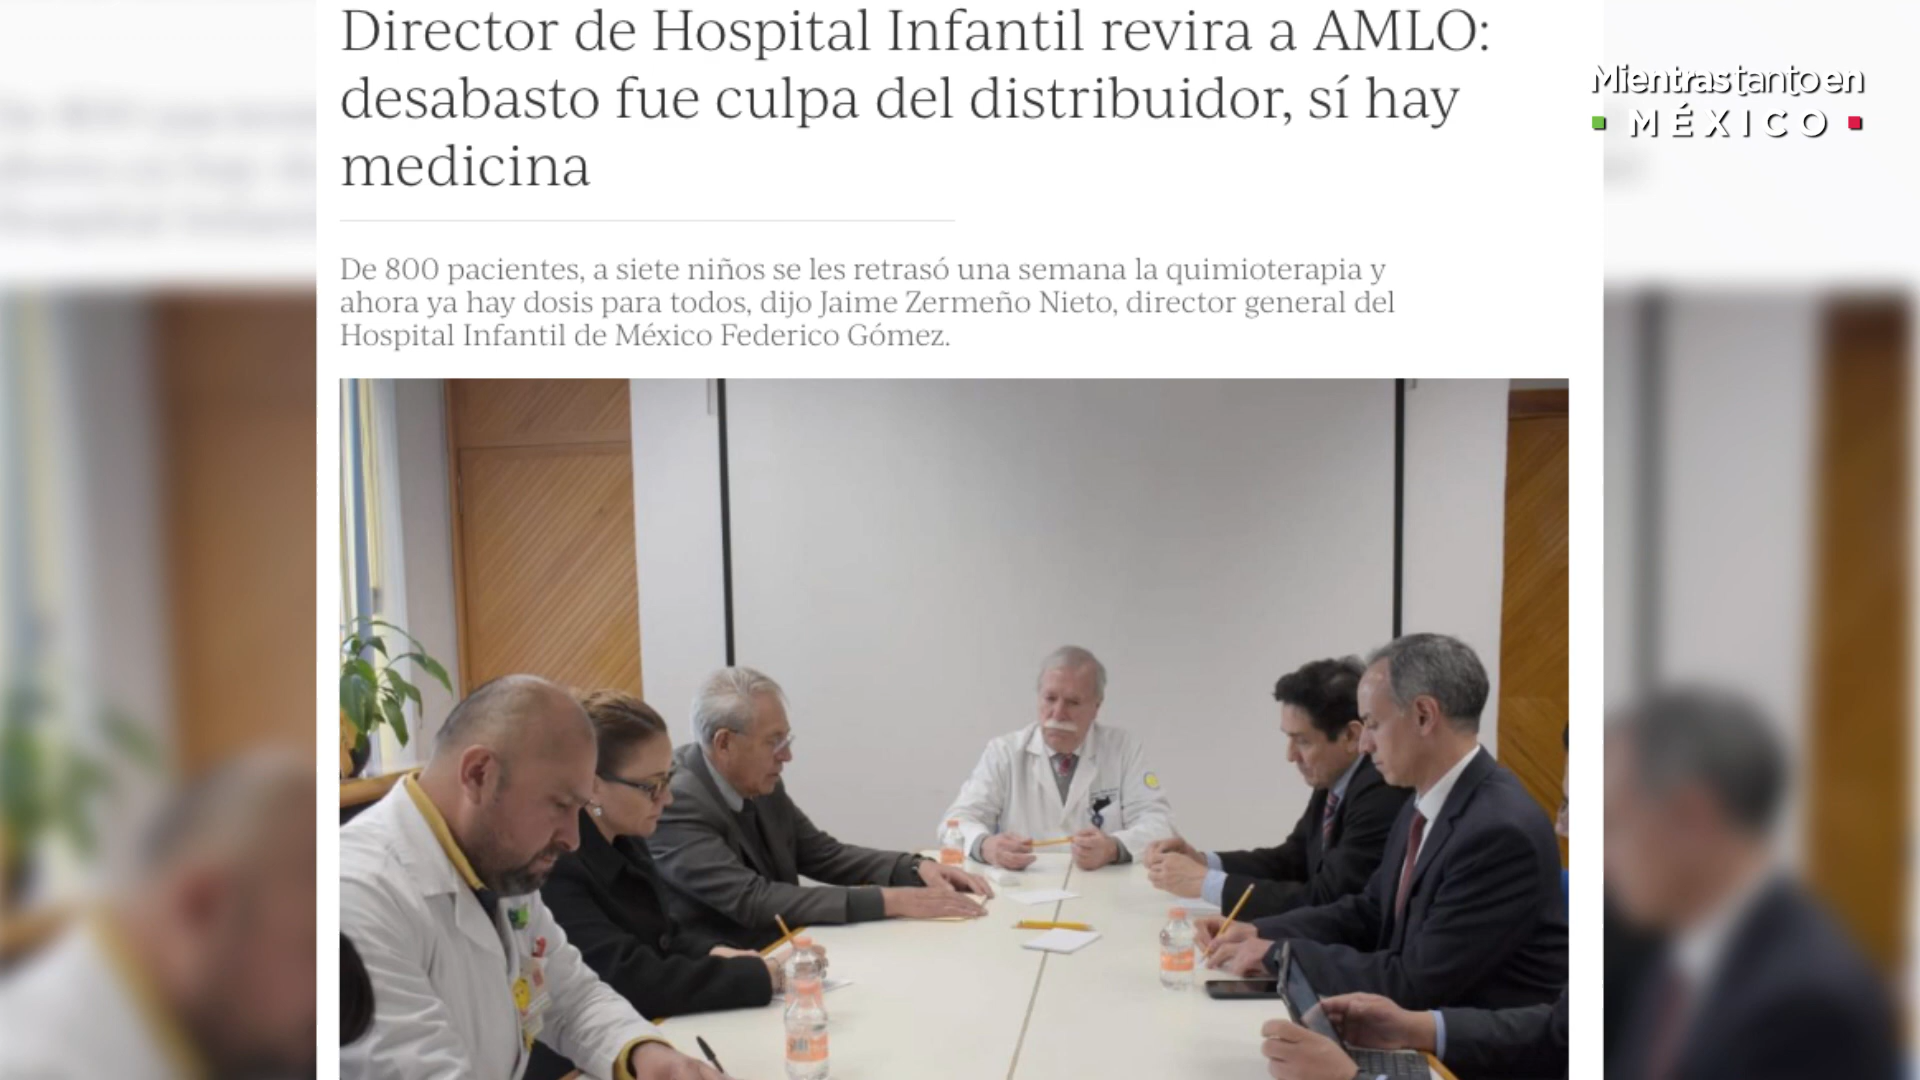 Director de Hospital Infantil revira a AMLO:
desabasto fue culpa del distribuidor, sí hay
medicina
Mientras tanto en
MÉXICO
De 800 pacientes, a siete niños se les retrasó una semana la quimioterapia y
ahora ya hay dosis para todos, dijo Jaime Zermeño Nieto, director general del
Hospital Infantil de México Federico Gómez.